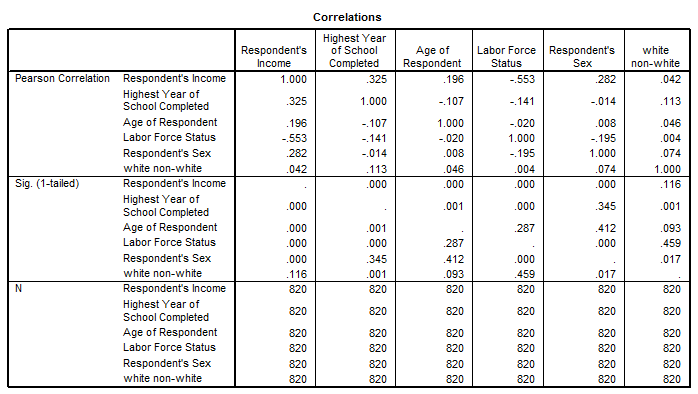 Correlations
Respondent's Income Highest Year of School Completed Age of Respondent Labor Force Status Respondent's Sex white non-white
Pearson Correlation Respondent's Income 1.000 .325 .196 -.553 .282 .042
Highest Year of School Completed .325 1.000 -.107 -.141 -.014 .113
Age of Respondent .196 -.107 1.000 -.020 .008 .046
Labor Force Status -.553 -.141 -.020 1.000 -.195 .004
Respondent's Sex .282 -.014 .008 -.195 1.000 .074
white non-white .042 .113 .046 .004 .074 1.000
Sig. (1-tailed) Respondent's Income . .000 .000 .000 .000 .116
Highest Year of School Completed .000 . .001 .000 .345 .001
Age of Respondent .000 .001 . .287 .412 .093
Labor Force Status .000 .000 .287 . .000 .459
Respondent's Sex .000 .345 .412 .000 . .017
white non-white .116 .001 .093 .459 .017 .
N Respondent's Income 820 820 820 820 820 820
Highest Year of School Completed 820 820 820 820 820 820
Age of Respondent 820 820 820 820 820 820
Labor Force Status 820 820 820 820 820 820
Respondent's Sex 820 820 820 820 820 820
white non-white 820 820 820 820 820 820